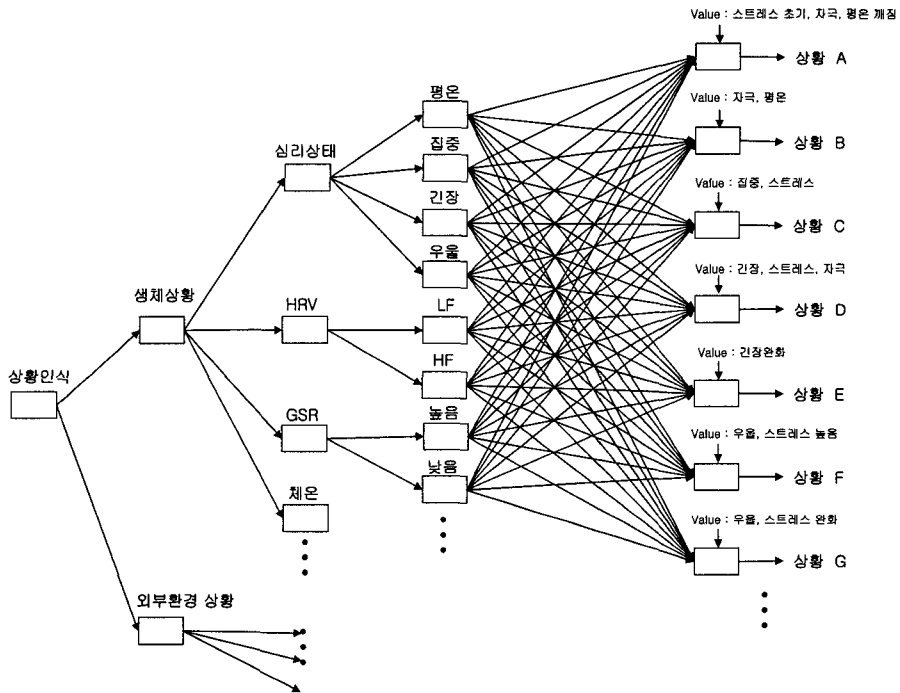 Value : 스트레스 초기, 자극, 평온 깨짐
상황 A
Value : 자극, 평온
상황 B
Value : 집중, 스트레스
상황 C
Value : 긴장, 스트레스, 자극
상황 D
Value : 긴장완화
상황 E
Value : 우울, 스트레스 높음
상황 F
Value : 우울, 스트레스 완화
상황 G
평온
집중
긴장
우울
LF
HF
높음
낮음
심리상태
HRV
GSR
체온
생체상황
외부환경 상황
상황인식